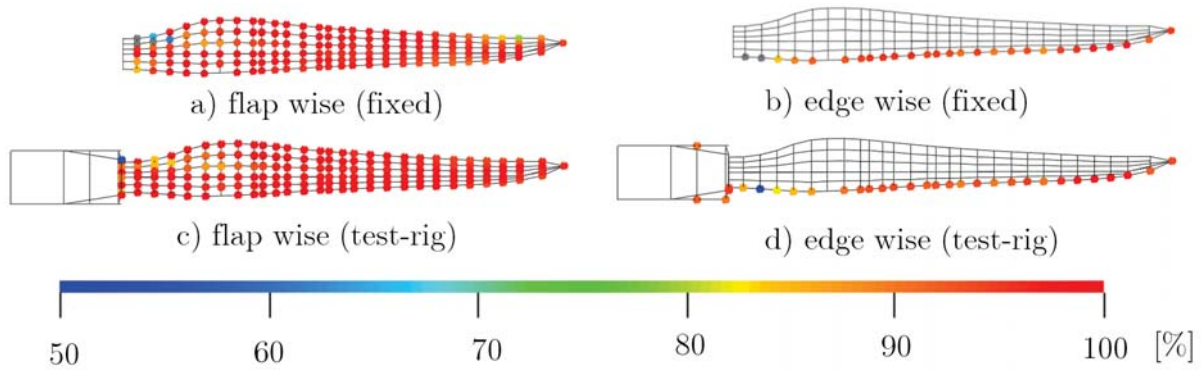 a) flap wise (fixed)
b) edge wise (fixed)
c) flap wise (test-rig)
d) edge wise (test-rig)
50 60 70 80 90 100 [%]